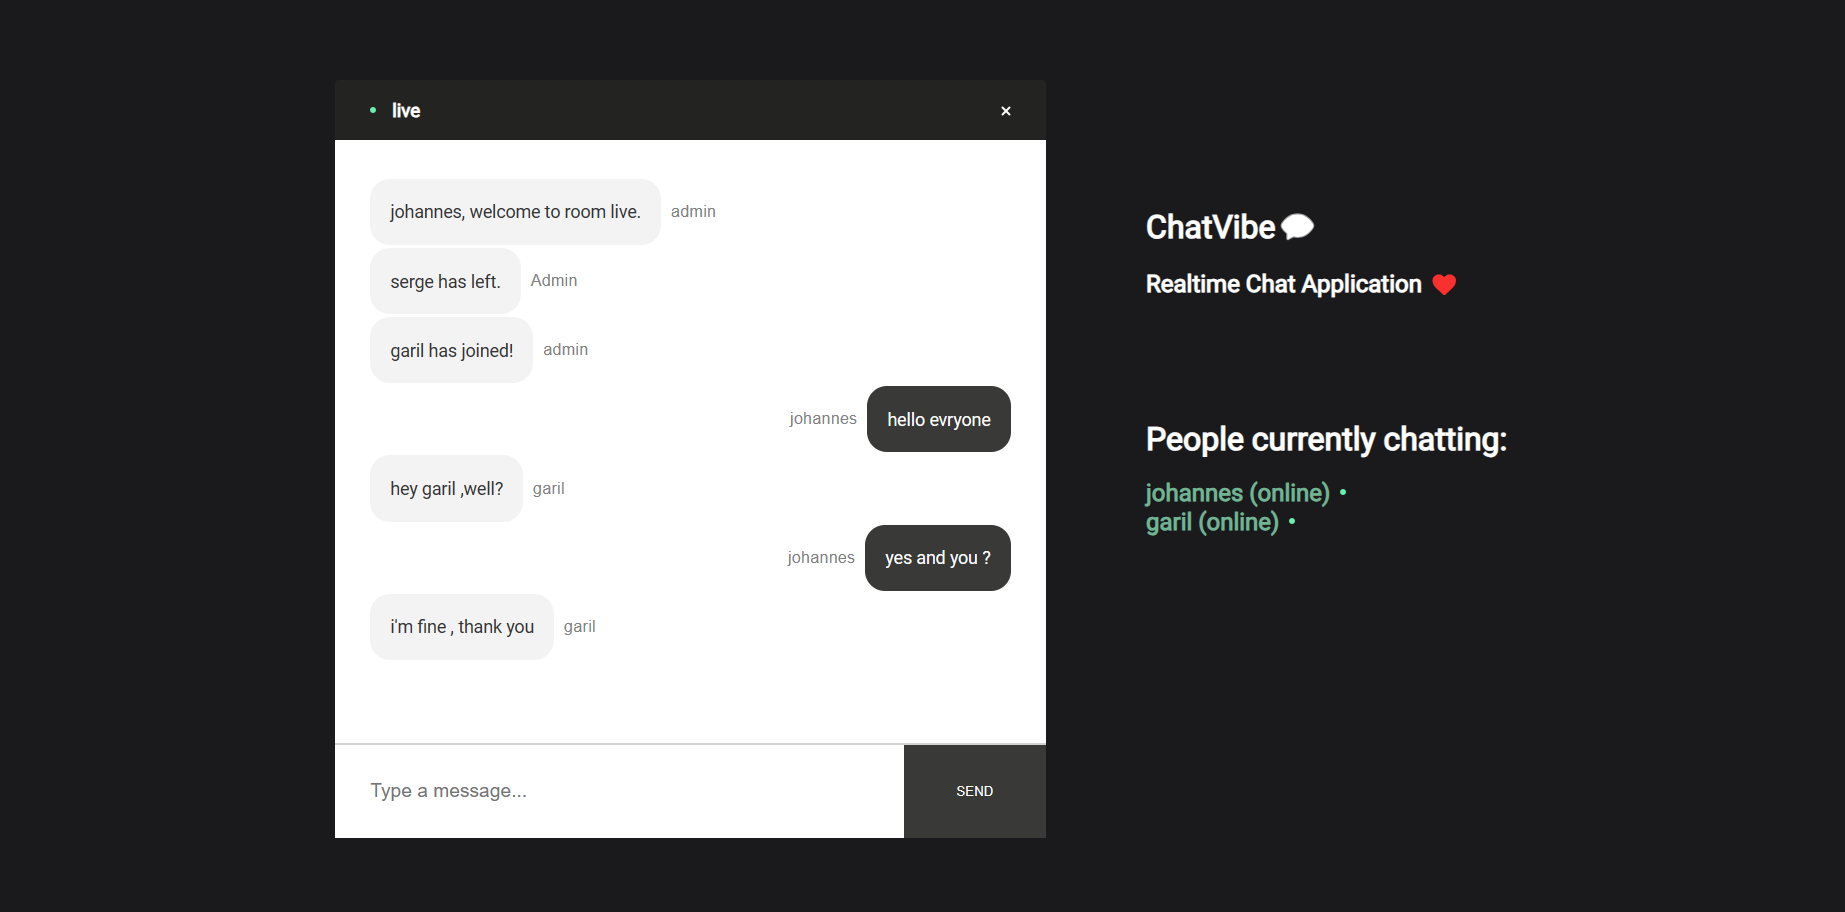 live ×
johannes, welcome to room live. admin
serge has left. Admin
garil has joined! admin
johannes hello evryone
hey garil ,well? garil
johannes yes and you ?
i'm fine , thank you garil
Type a message...
SEND
ChatVibe
Realtime Chat Application
People currently chatting:
johannes (online)
garil (online)